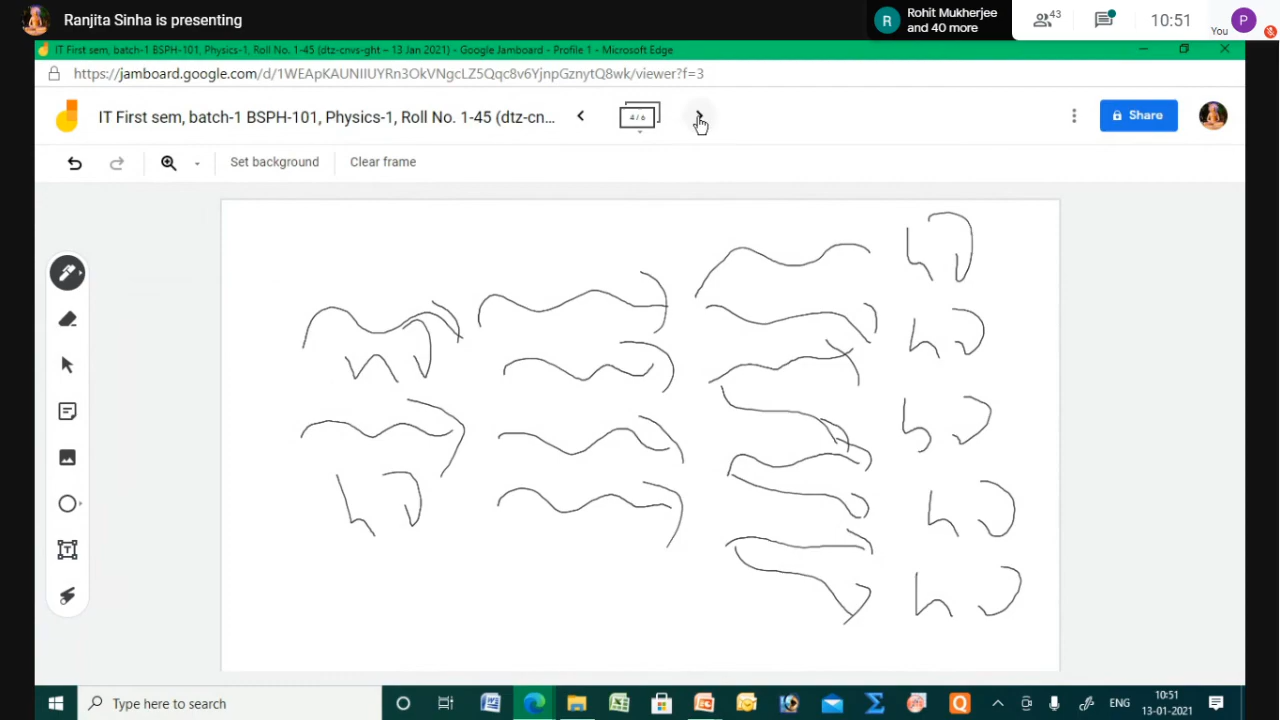 Ranjita Sinha is presenting
R Rohit Mukherjee and 40 more
43
10:51
You
P
IT First sem, batch-1 BSPH-101, Physics-1, Roll No. 1-45 (dtz-cnvs-ght – 13 Jan 2021) - Google Jamboard - Profile 1 - Microsoft Edge
https://jamboard.google.com/d/1WEApKAUNIIUYRn3OkVNgcLZ5Qqc8v6YjnpGznytQ8wk/viewer?f=3
IT First sem, batch-1 BSPH-101, Physics-1, Roll No. 1-45 (dtz-cn...
4 / 6
Share
Set background
Clear frame
Type here to search
ENG
10:51
13-01-2021